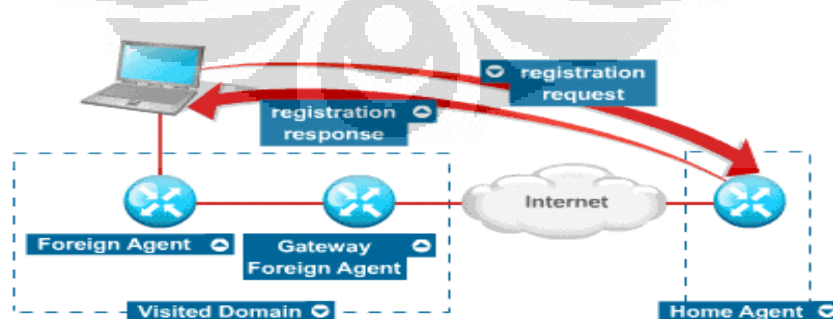 registration
request
registration
response
Internet
Foreign Agent
Gateway
Foreign Agent
Visited Domain
Home Agent